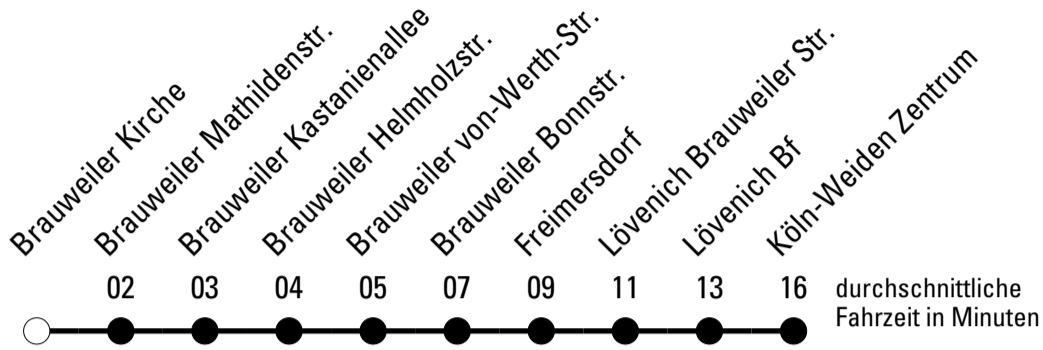 Brauweiler Kirche
Brauweiler Mathildenstr.
Brauweiler Kastanienallee
Brauweiler Helmholzstr.
Brauweiler von-Werth-Str.
Brauweiler Bonnstr.
Freimersdorf
Lövenich Brauweiler Str.
Lövenich Bf
Köln-Weiden Zentrum
02 03 04 05 07 09 11 13 16 durchschnittliche
Fahrzeit in Minuten